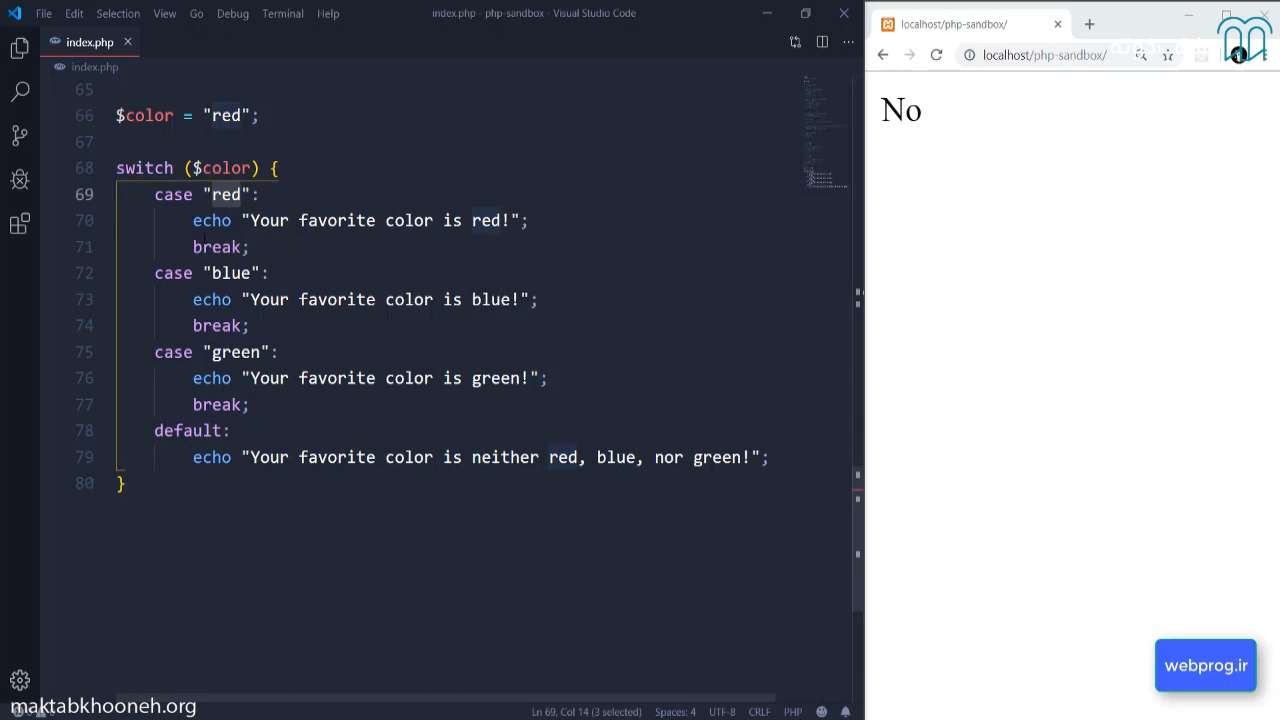 File Edit Selection View Go Debug Terminal Help
index.php - php-sandbox - Visual Studio Code
index.php
index.php
65
66 $color = "red";
67
68 switch ($color) {
69 case "red":
70 echo "Your favorite color is red!";
71 break;
72 case "blue":
73 echo "Your favorite color is blue!";
74 break;
75 case "green":
76 echo "Your favorite color is green!";
77 break;
78 default:
79 echo "Your favorite color is neither red, blue, nor green!";
80 }
Ln 69, Col 14 (3 selected) Spaces: 4 UTF-8 CRLF PHP
maktabkhooneh.org
localhost/php-sandbox/
localhost/php-sandbox/
No
webprog.ir